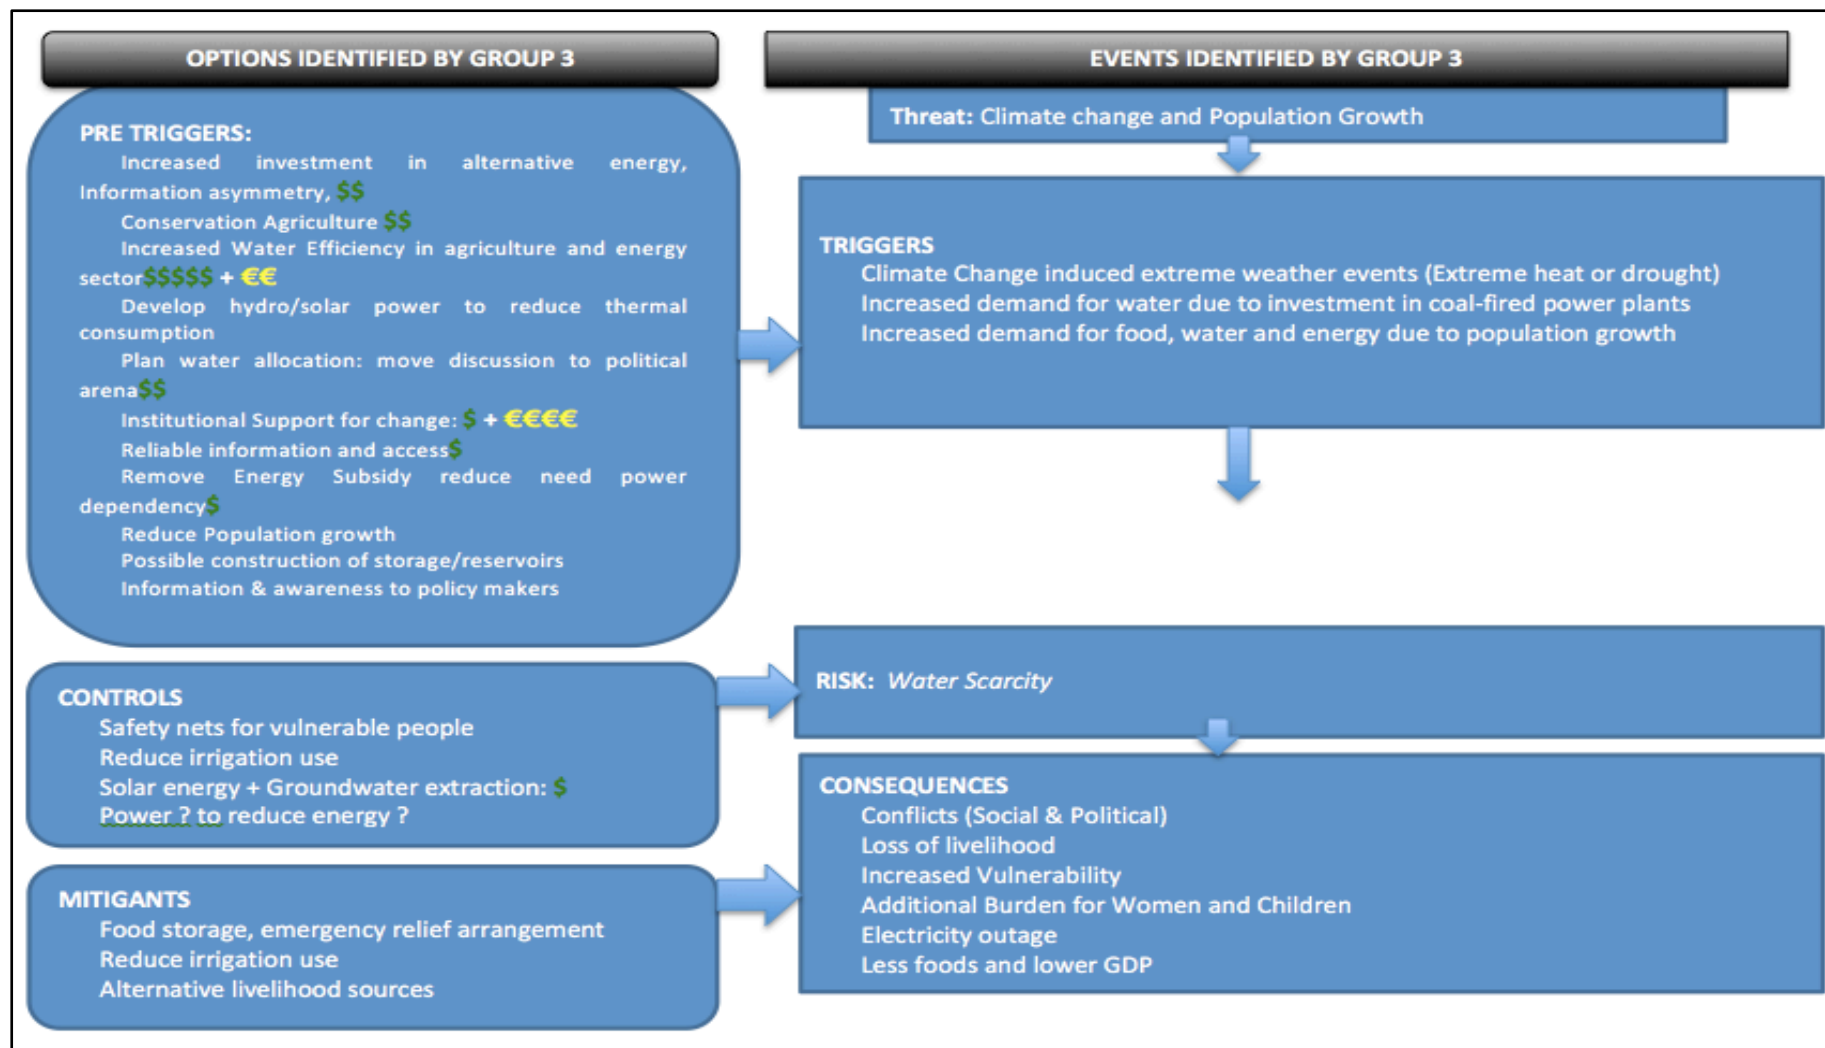 OPTIONS IDENTIFIED BY GROUP 3
PRE TRIGGERS:
Increased investment in alternative energy,
Information asymmetry, $$
Conservation Agriculture $$
Increased Water Efficiency in agriculture and energy
sector$$$$$ + €€
Develop hydro/solar power to reduce thermal
consumption
Plan water allocation: move discussion to political
arena$$
Institutional Support for change: $ + €€€€
Reliable information and access$
Remove Energy Subsidy reduce need power
dependency$
Reduce Population growth
Possible construction of storage/reservoirs
Information & awareness to policy makers
CONTROLS
Safety nets for vulnerable people
Reduce irrigation use
Solar energy + Groundwater extraction: $
Power ? to reduce energy ?
MITIGANTS
Food storage, emergency relief arrangement
Reduce irrigation use
Alternative livelihood sources
EVENTS IDENTIFIED BY GROUP 3
Threat: Climate change and Population Growth
TRIGGERS
Climate Change induced extreme weather events (Extreme heat or drought)
Increased demand for water due to investment in coal-fired power plants
Increased demand for food, water and energy due to population growth
RISK: Water Scarcity
CONSEQUENCES
Conflicts (Social & Political)
Loss of livelihood
Increased Vulnerability
Additional Burden for Women and Children
Electricity outage
Less foods and lower GDP